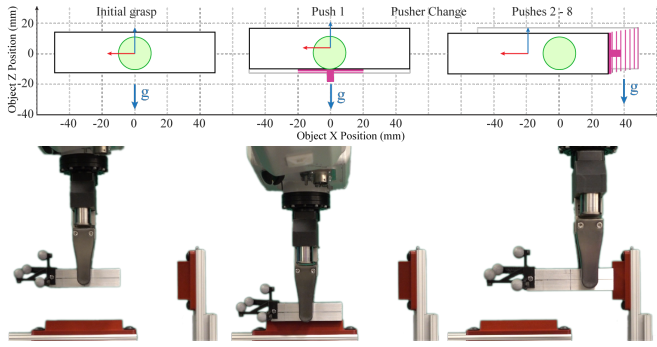 Initial grasp
Push 1
Pusher Change
Pushes 2 - 8
Object Z Position (mm)
20
0
-20
-40
g
g
g
-40 -20 0 20 40
-40 -20 0 20 40
-40 -20 0 20 40
Object X Position (mm)